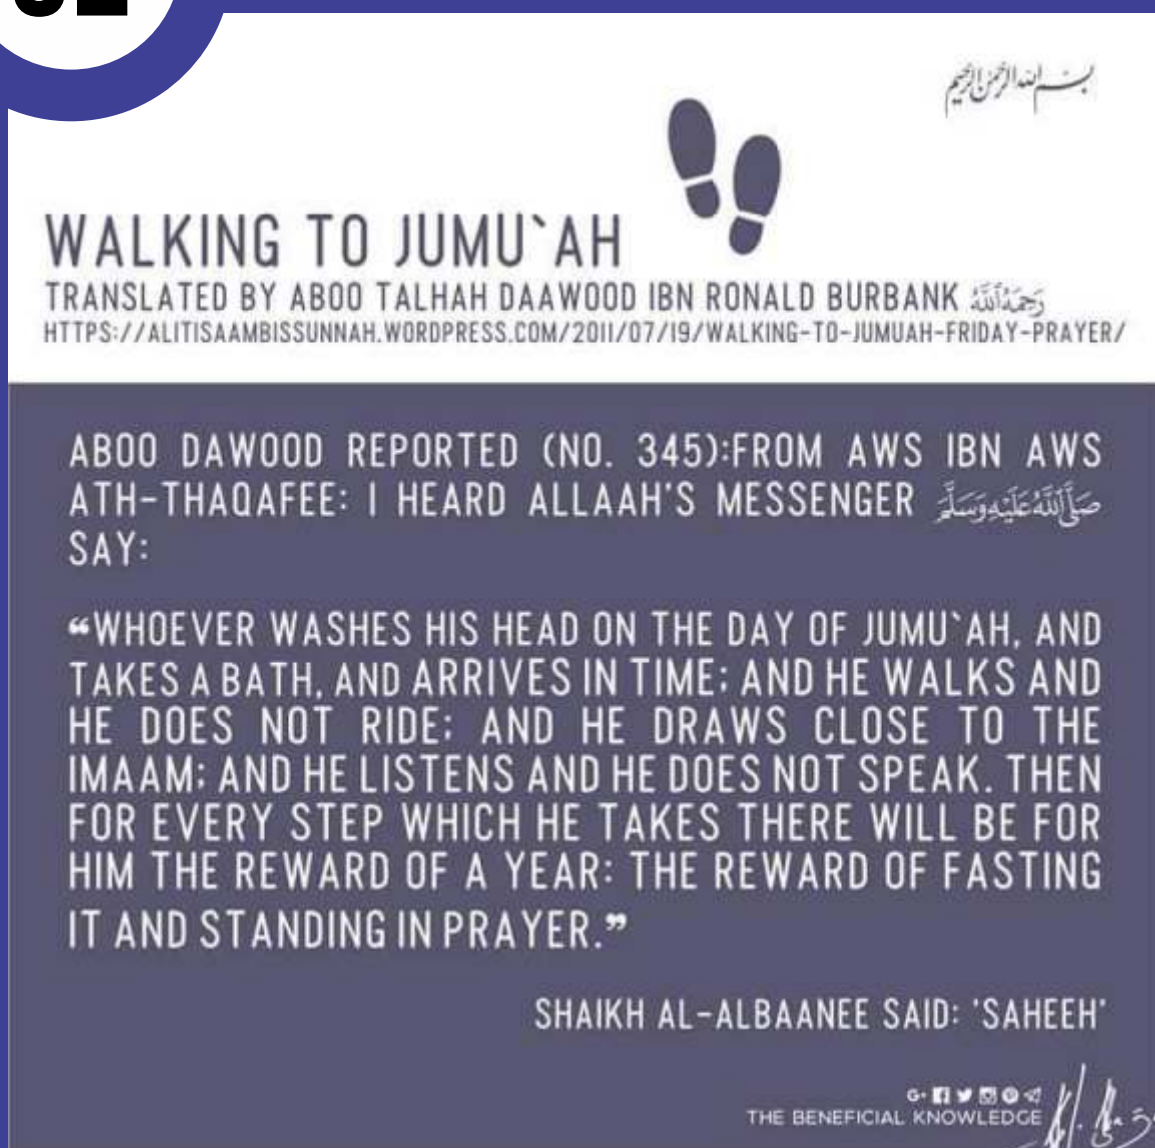 بسم الله الرحمن الرحيم
WALKING TO JUMU`AH
TRANSLATED BY ABOO TALHAH DAAWOOD IBN RONALD BURBANK رَحِمَهُ ٱللَّهُ
HTTPS://ALITISAAMBISSUNNAH.WORDPRESS.COM/2011/07/19/WALKING-TO-JUMUAH-FRIDAY-PRAYER/
ABOO DAWOOD REPORTED (NO. 345):FROM AWS IBN AWS
ATH-THAQAFEE: I HEARD ALLAAH'S MESSENGER صَلَّى ٱللَّهُ عَلَيْهِ وَسَلَّمَ
SAY:
“WHOEVER WASHES HIS HEAD ON THE DAY OF JUMU`AH, AND
TAKES A BATH, AND ARRIVES IN TIME; AND HE WALKS AND
HE DOES NOT RIDE; AND HE DRAWS CLOSE TO THE
IMAAM; AND HE LISTENS AND HE DOES NOT SPEAK. THEN
FOR EVERY STEP WHICH HE TAKES THERE WILL BE FOR
HIM THE REWARD OF A YEAR: THE REWARD OF FASTING
IT AND STANDING IN PRAYER.”
SHAIKH AL-ALBAANEE SAID: 'SAHEEH'
THE BENEFICIAL KNOWLEDGE